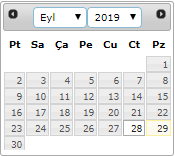 Eyl 2019
Pt Sa Ça Pe Cu Ct Pz
1
2 3 4 5 6 7 8
9 10 11 12 13 14 15
16 17 18 19 20 21 22
23 24 25 26 27 28 29
30